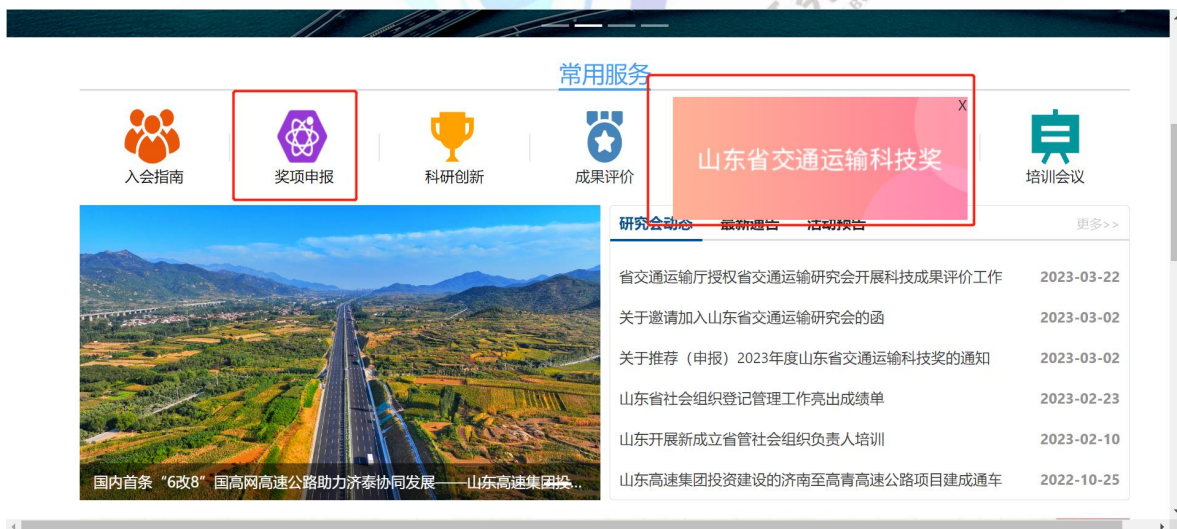 常用服务
入会指南
奖项申报
科研创新
成果评价
X
山东省交通运输科技奖
培训会议
研究会动态 最新通告 活动预告 更多>>
省交通运输厅授权省交通运输研究会开展科技成果评价工作 2023-03-22
关于邀请加入山东省交通运输研究会的函 2023-03-02
关于推荐（申报）2023年度山东省交通运输科技奖的通知 2023-03-02
山东省社会组织登记管理工作亮出成绩单 2023-02-23
山东开展新成立省管社会组织负责人培训 2023-02-10
山东高速集团投资建设的济南至高青高速公路项目建成通车 2022-10-25
国内首条“6改8”国高网高速公路助力济泰协同发展——山东高速集团投...